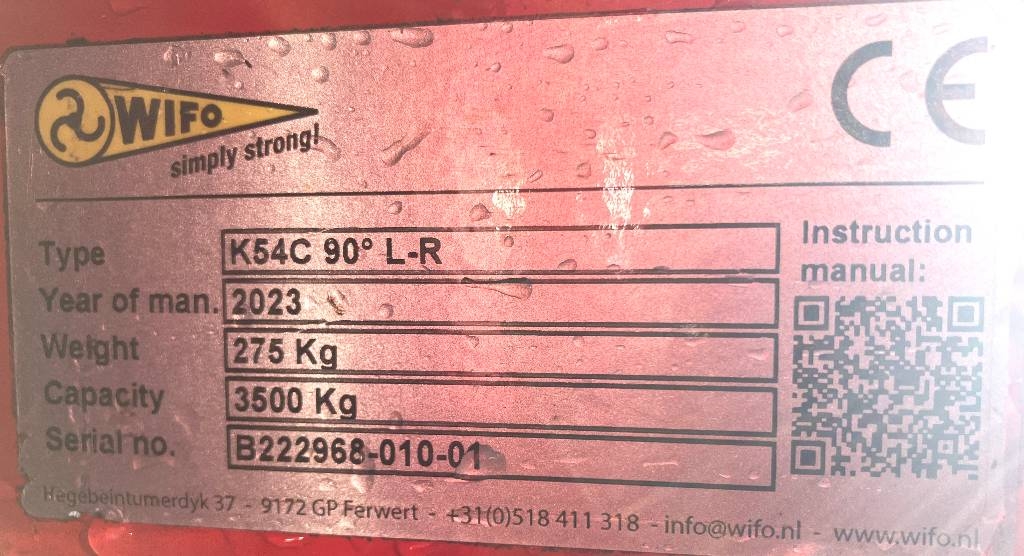 WIFO
simply strong!
CE
Type K54C 90° L-R
Year of man. 2023
Weight 275 Kg
Capacity 3500 Kg
Serial no. B222968-010-01
Instruction
manual:
Hegebeintumerdyk 37 - 9172 GP Ferwert - +31(0)518 411 318 - info@wifo.nl - www.wifo.nl